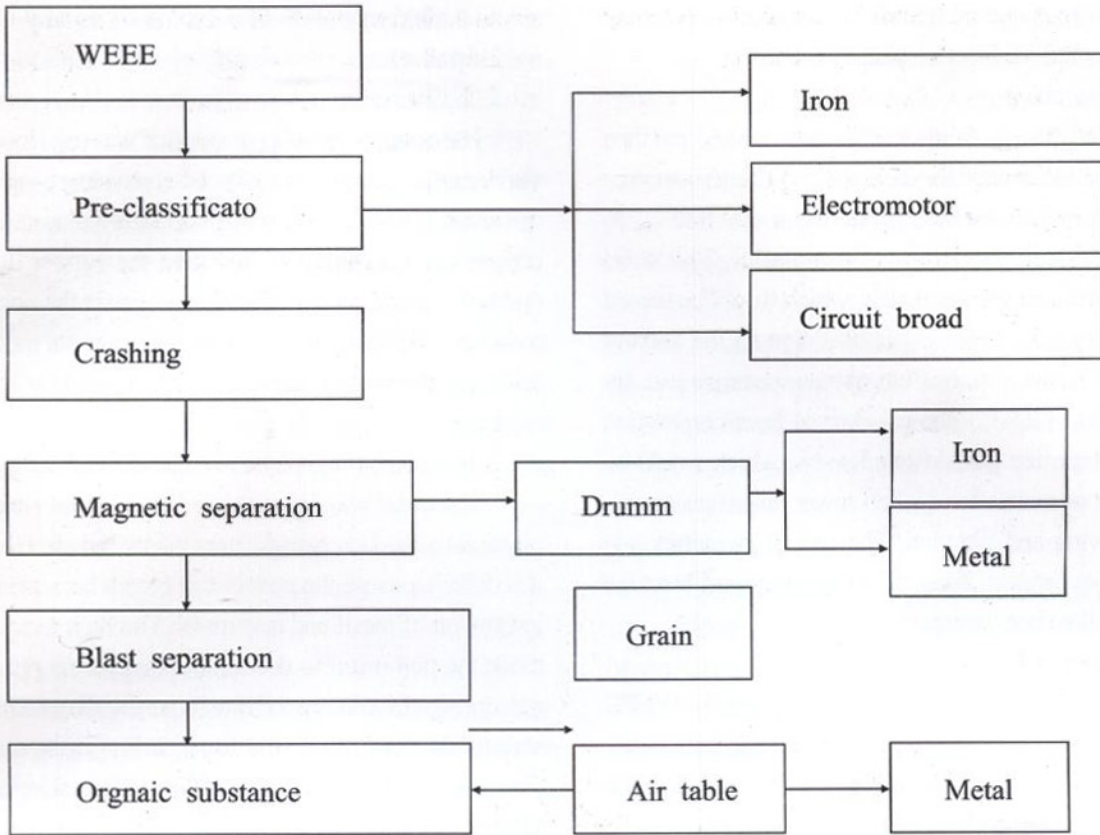 WEEE
Iron
Pre-classificato
Electromotor
Circuit broad
Crashing
Iron
Magnetic separation
Drumm
Metal
Grain
Blast separation
Orgnaic substance
Air table
Metal